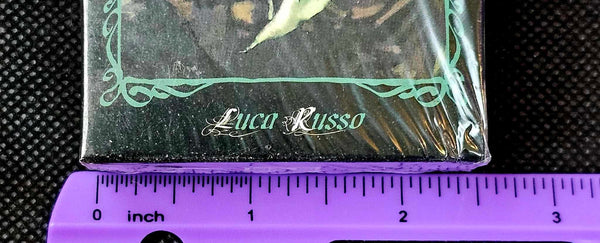 Luca Russo
0 inch 1 2 3